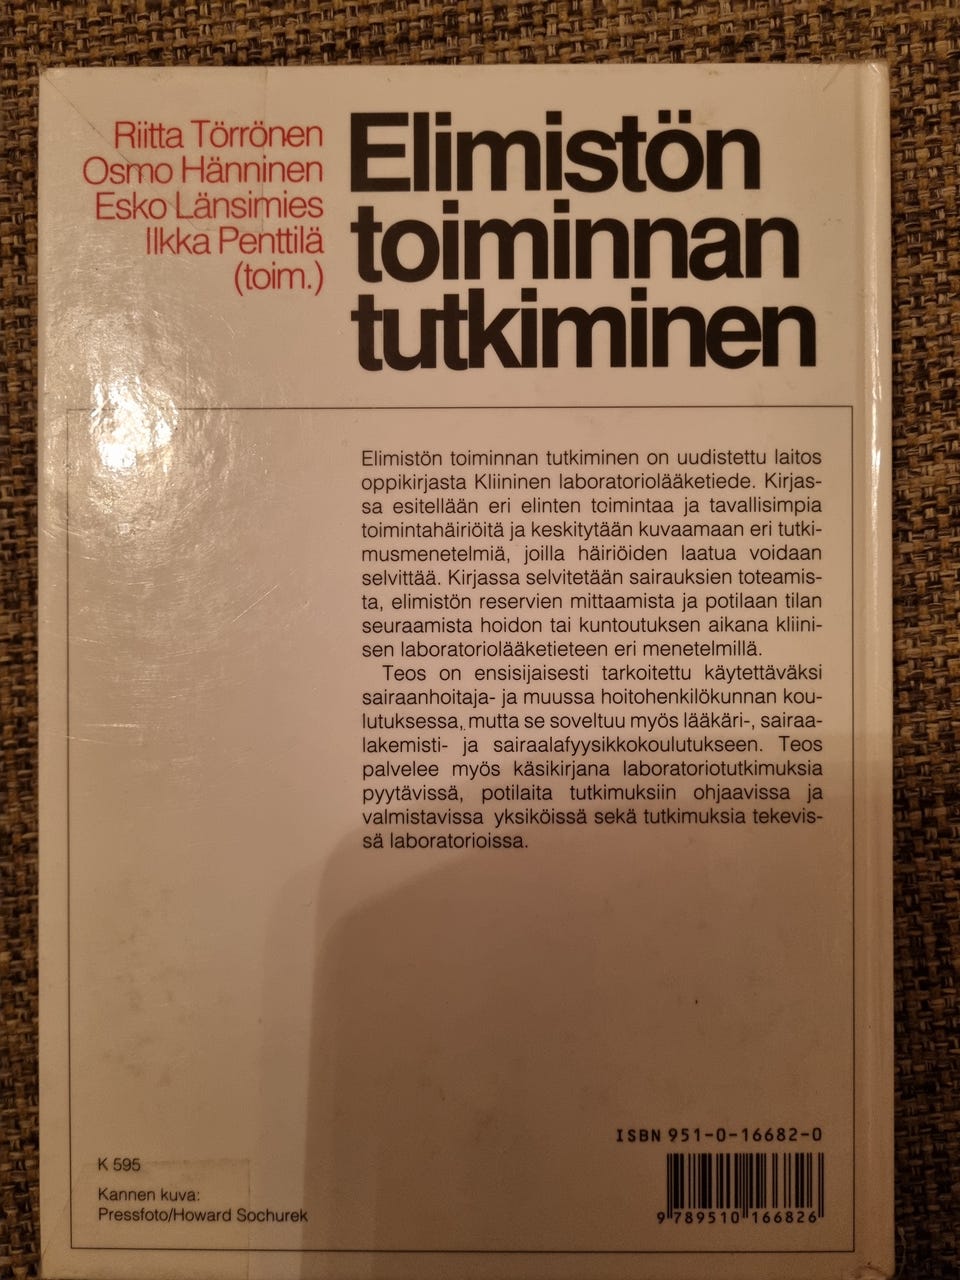 Riitta Törrönen
Osmo Hänninen
Esko Länsimies
Ilkka Penttilä
(toim.)
Elimistön
toiminnan
tutkiminen
Elimistön toiminnan tutkiminen on uudistettu laitos
oppikirjasta Kliininen laboratoriolääketiede. Kirjas-
sa esitellään eri elinten toimintaa ja tavallisimpia
toimintahäiriöitä ja keskitytään kuvaamaan eri tutki-
musmenetelmiä, joilla häiriöiden laatua voidaan
selvittää. Kirjassa selvitetään sairauksien toteamis-
ta, elimistön reservien mittaamista ja potilaan tilan
seuraamista hoidon tai kuntoutuksen aikana kliini-
sen laboratoriolääketieteen eri menetelmillä.
Teos on ensisijaisesti tarkoitettu käytettäväksi
sairaanhoitaja- ja muussa hoitohenkilökunnan kou-
lutuksessa, mutta se soveltuu myös lääkäri-, sairaa-
lakemisti- ja sairaalafyysikkokoulutukseen. Teos
palvelee myös käsikirjana laboratoriotutkimuksia
pyytävissä, potilaita tutkimuksiin ohjaavissa ja
valmistavissa yksiköissä sekä tutkimuksia tekevis-
sä laboratorioissa.
ISBN 951-0-16682-0
9 789510 166826
K 595
Kannen kuva:
Pressfoto/Howard Sochurek